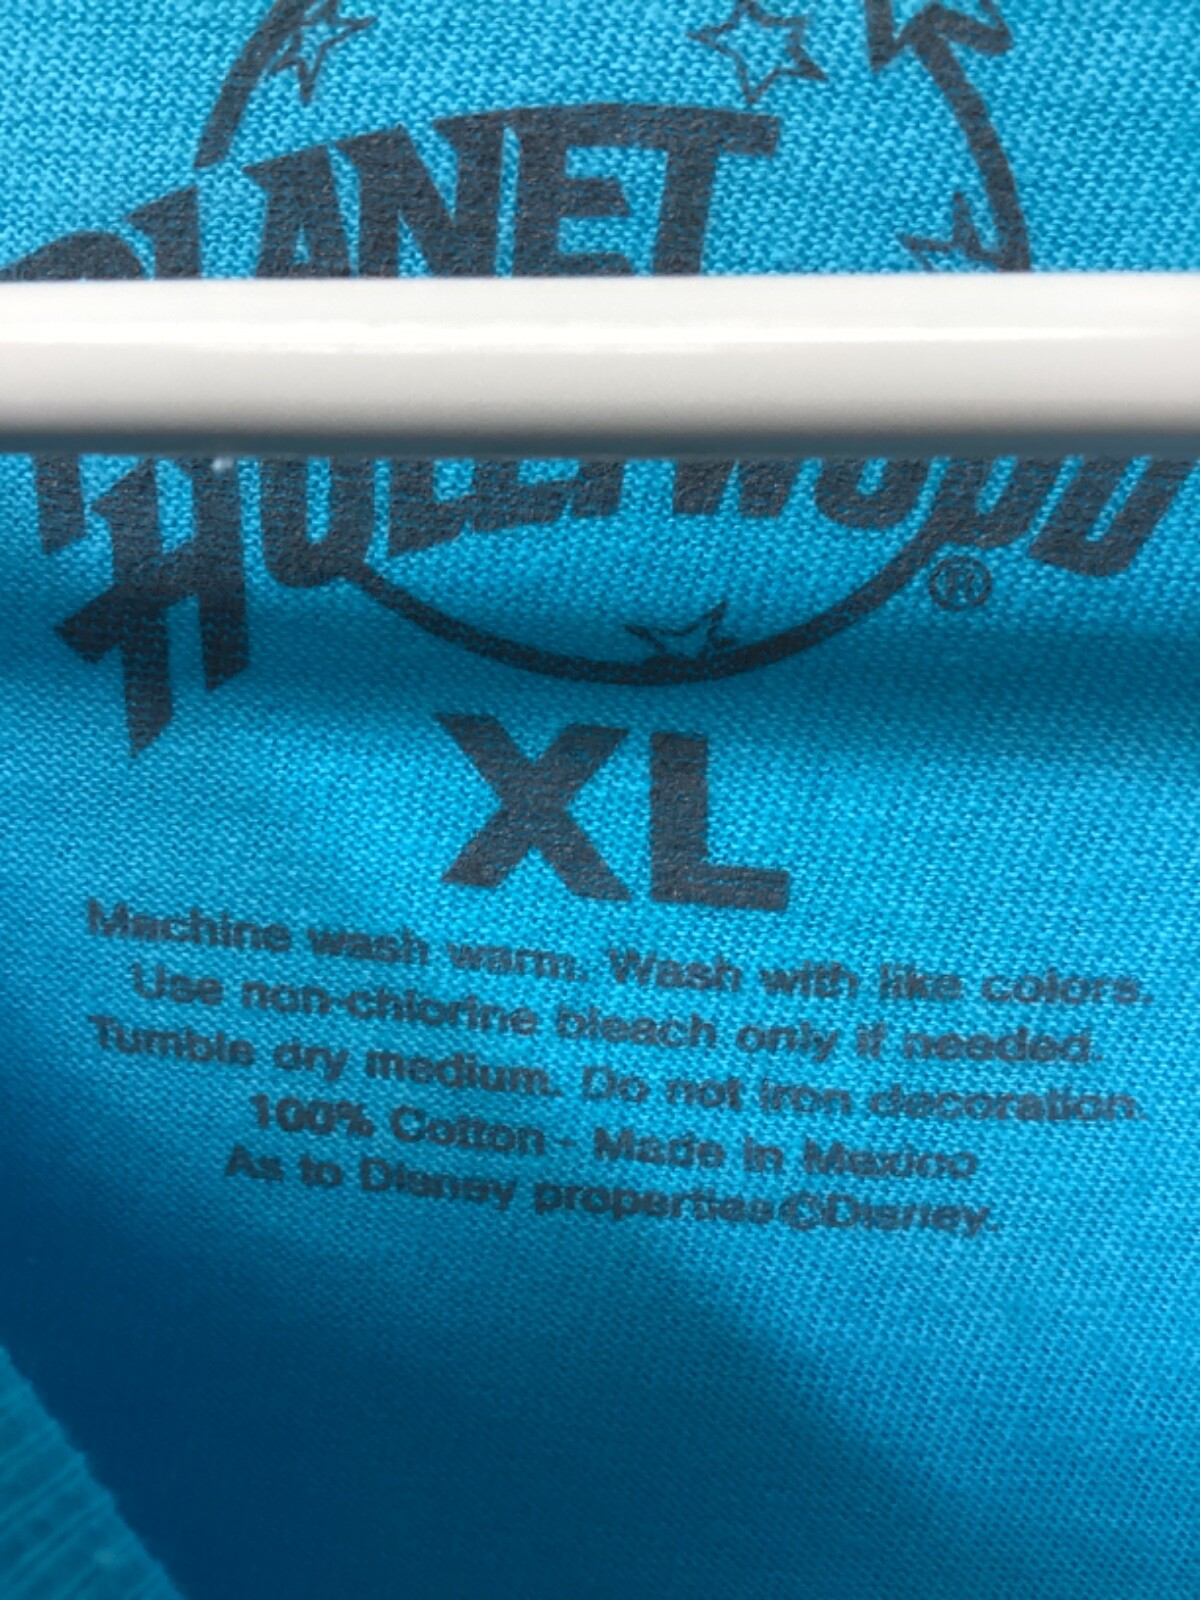 PLANET
HOLLYWOOD
®
XL
Machine wash warm. Wash with like colors.
Use non-chlorine bleach only if needed.
Tumble dry medium. Do not iron decoration.
100% Cotton - Made in Mexico
As to Disney properties©Disney.